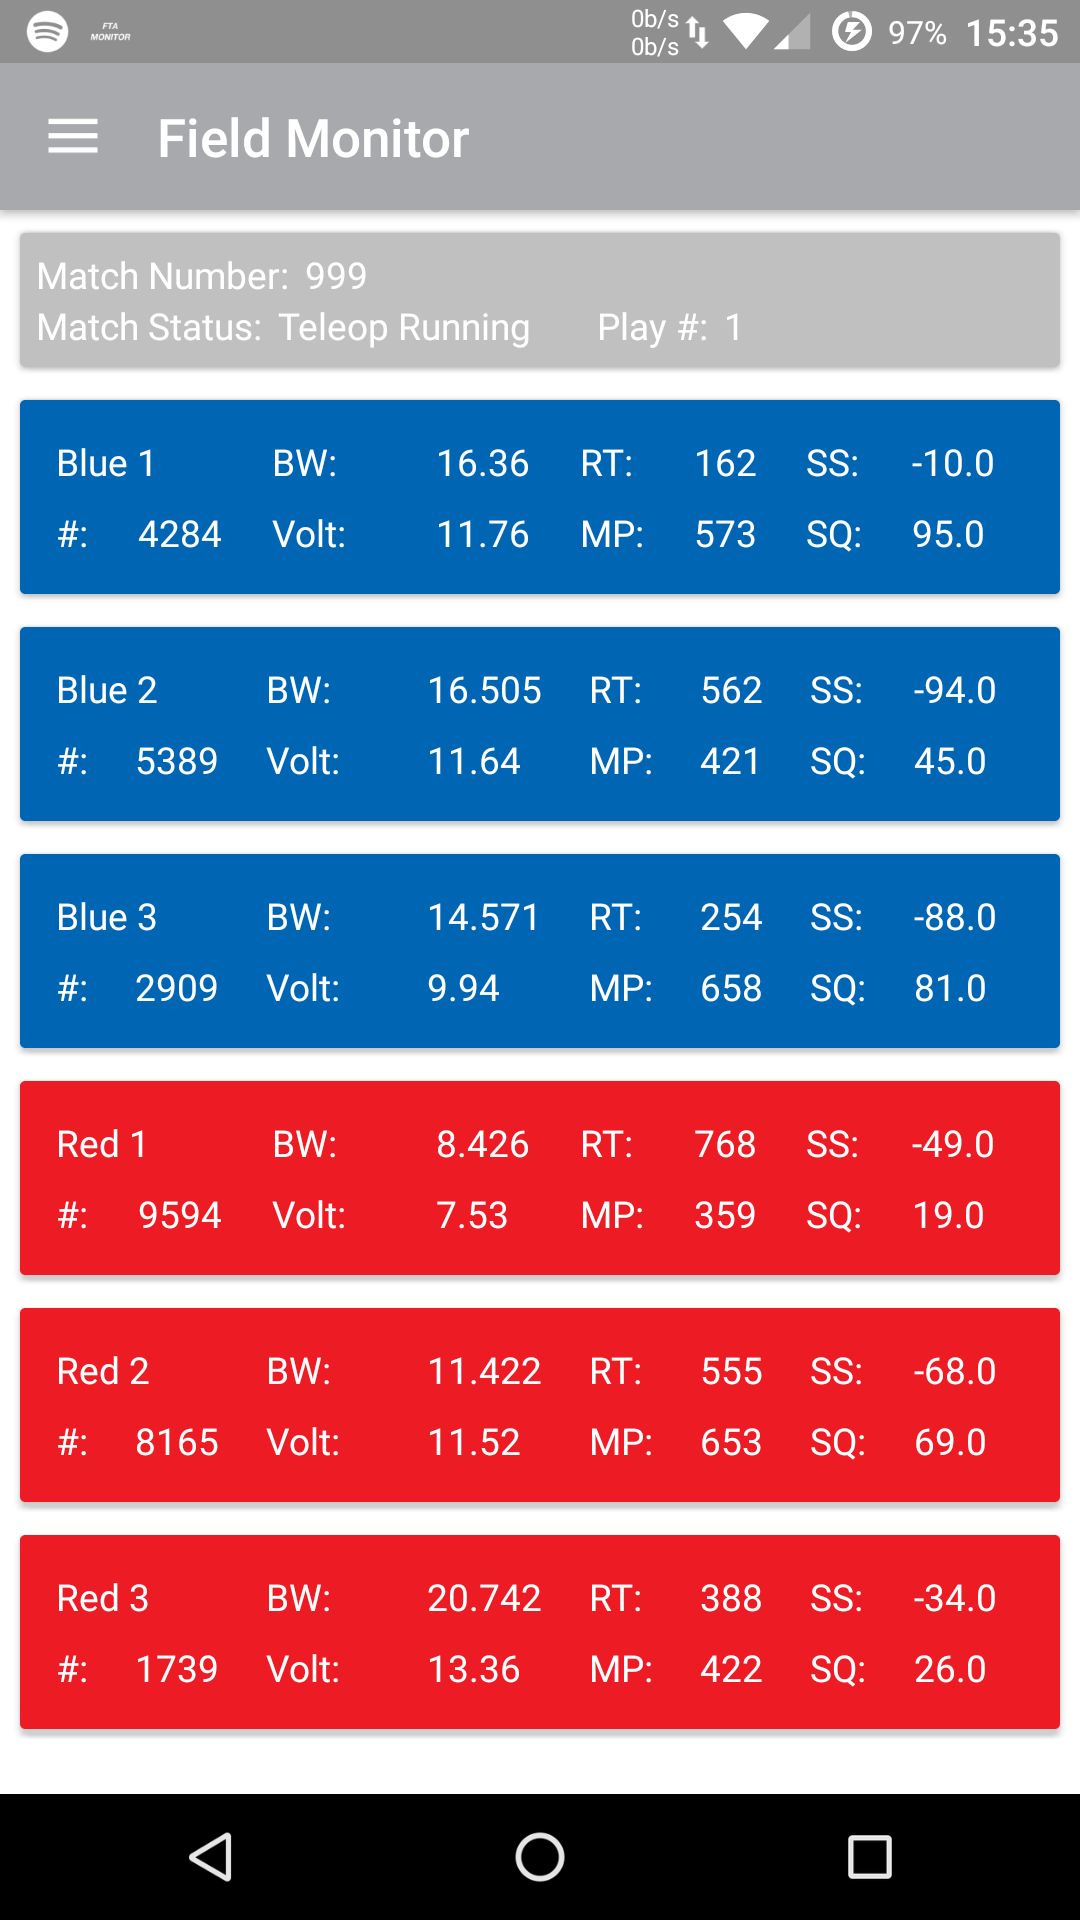 FTA
MONITOR
0b/s
0b/s
97% 15:35
Field Monitor
Match Number: 999
Match Status: Teleop Running Play #: 1
Blue 1 BW: 16.36 RT: 162 SS: -10.0
#: 4284 Volt: 11.76 MP: 573 SQ: 95.0
Blue 2 BW: 16.505 RT: 562 SS: -94.0
#: 5389 Volt: 11.64 MP: 421 SQ: 45.0
Blue 3 BW: 14.571 RT: 254 SS: -88.0
#: 2909 Volt: 9.94 MP: 658 SQ: 81.0
Red 1 BW: 8.426 RT: 768 SS: -49.0
#: 9594 Volt: 7.53 MP: 359 SQ: 19.0
Red 2 BW: 11.422 RT: 555 SS: -68.0
#: 8165 Volt: 11.52 MP: 653 SQ: 69.0
Red 3 BW: 20.742 RT: 388 SS: -34.0
#: 1739 Volt: 13.36 MP: 422 SQ: 26.0